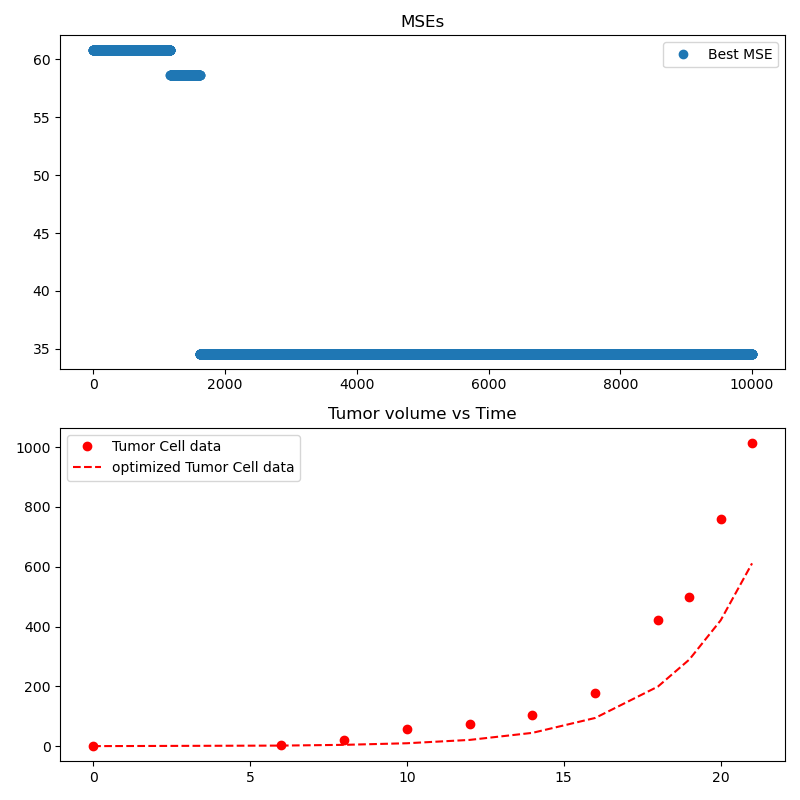 MSEs
Best MSE
60
55
50
45
40
35
0 2000 4000 6000 8000 10000
Tumor volume vs Time
Tumor Cell data
optimized Tumor Cell data
1000
800
600
400
200
0
0 5 10 15 20